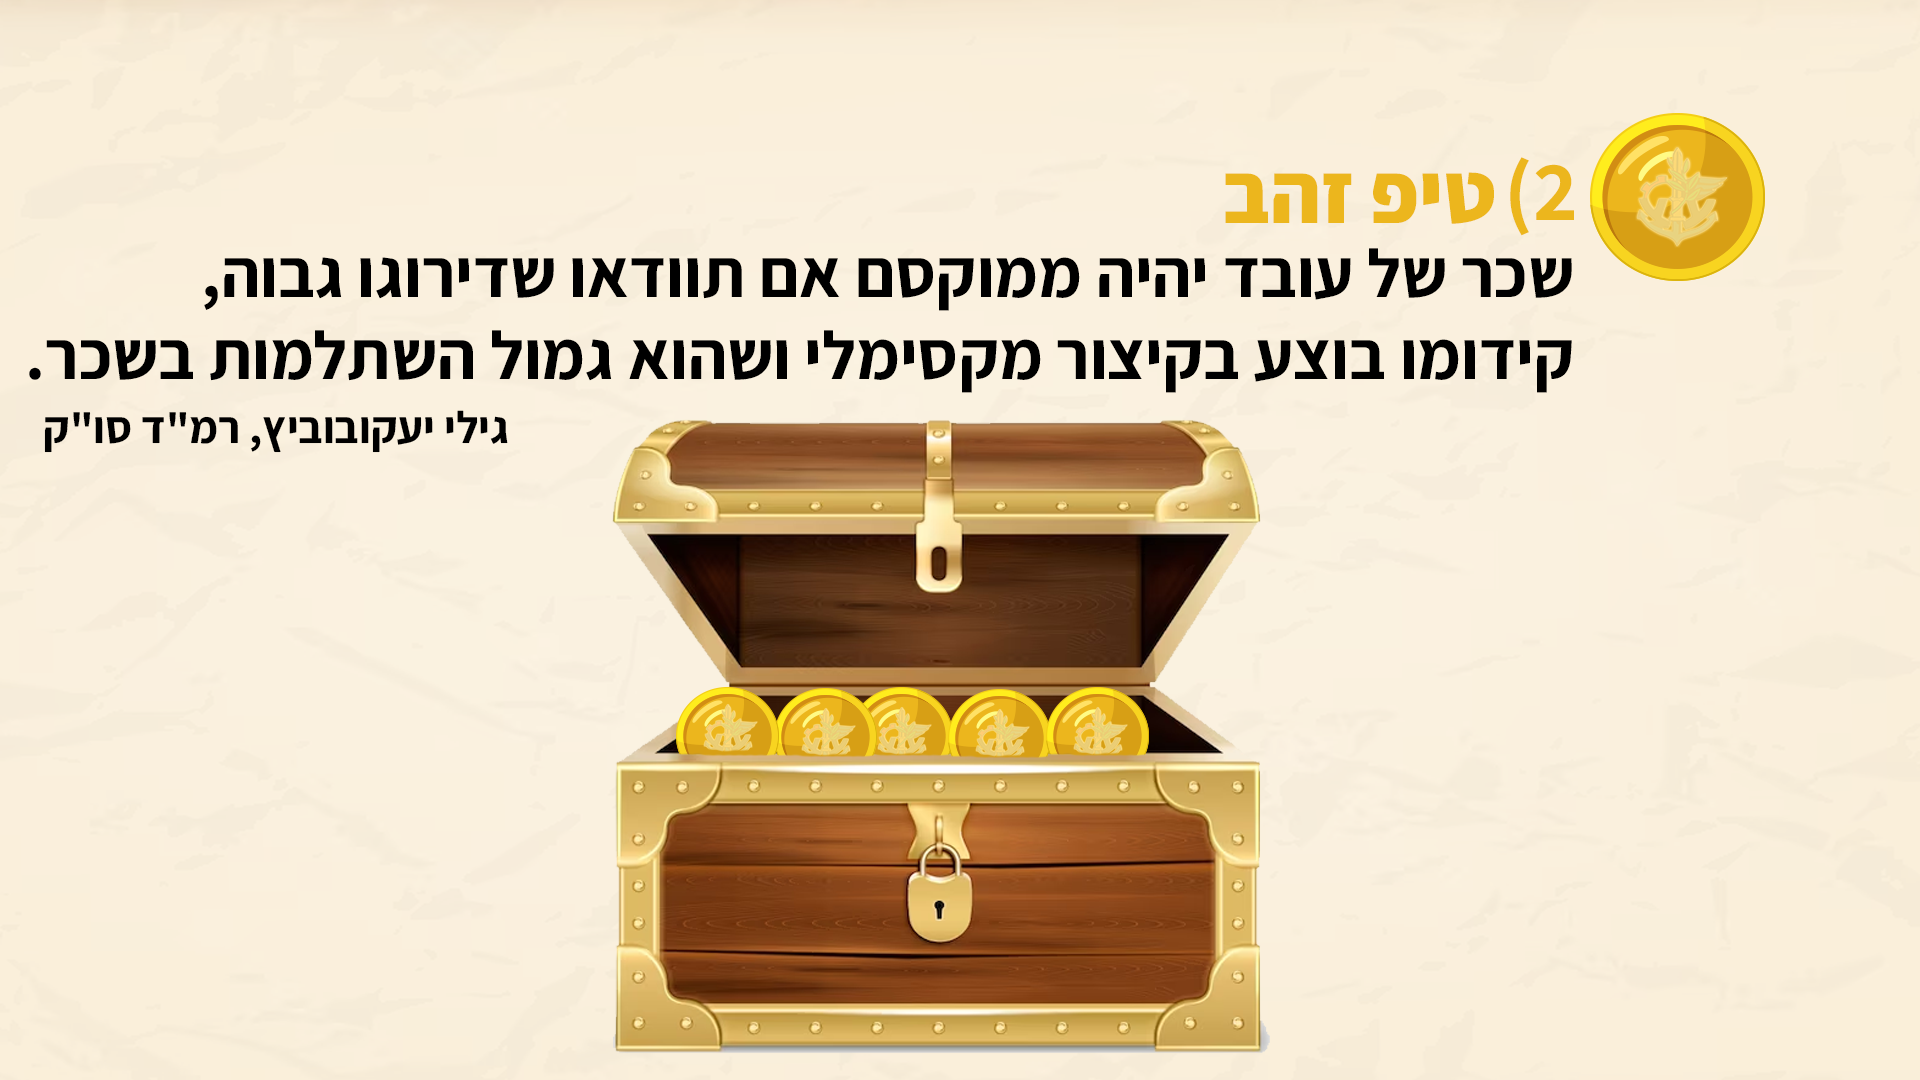 2) טיפ זהב
שכר של עובד יהיה ממוקסם אם תוודאו שדירוגו גבוה,
קידומו בוצע בקיצור מקסימלי ושהוא גמול השתלמות בשכר.
גילי יעקובוביץ, רמ"ד סו"ק